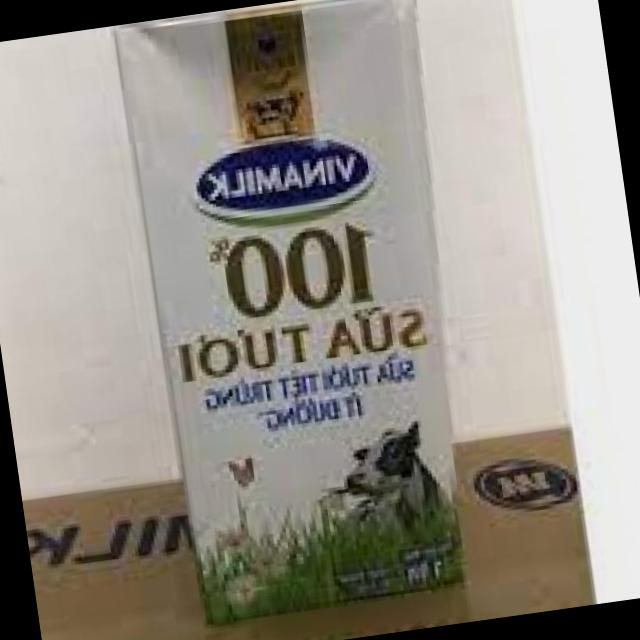 VINAMILK
100%
SỮA TƯƠI
SỮA TƯƠI TIỆT TRÙNG
ÍT ĐƯỜNG